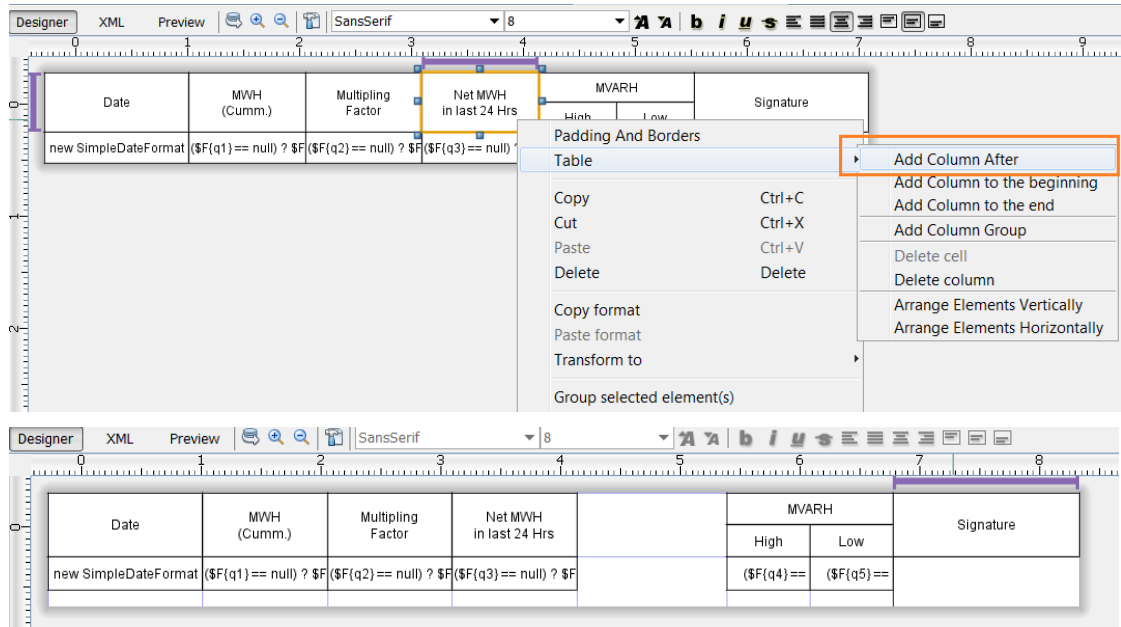 Designer XML Preview SansSerif 8 A A b i u s
0 1 2 3 4 5 6 7 8 9
0
1
2
Date
MWH
(Cumm.)
Multipling
Factor
Net MWH
in last 24 Hrs
MVARH
High Low
Signature
new SimpleDateFormat ($F{q1}== null) ? $F ($F{q2}== null) ? $F ($F{q3}== null) ?
Padding And Borders
Table
Copy Ctrl+C
Cut Ctrl+X
Paste Ctrl+V
Delete Delete
Copy format
Paste format
Transform to
Group selected element(s)
Add Column After
Add Column to the beginning
Add Column to the end
Add Column Group
Delete cell
Delete column
Arrange Elements Vertically
Arrange Elements Horizontally
Designer XML Preview SansSerif 8 A A b i u s
0 1 2 3 4 5 6 7 8
0
Date
MWH
(Cumm.)
Multipling
Factor
Net MWH
in last 24 Hrs
MVARH
High Low
Signature
new SimpleDateFormat ($F{q1}== null) ? $F ($F{q2}== null) ? $F ($F{q3}== null) ? $F ($F{q4}== ($F{q5}==